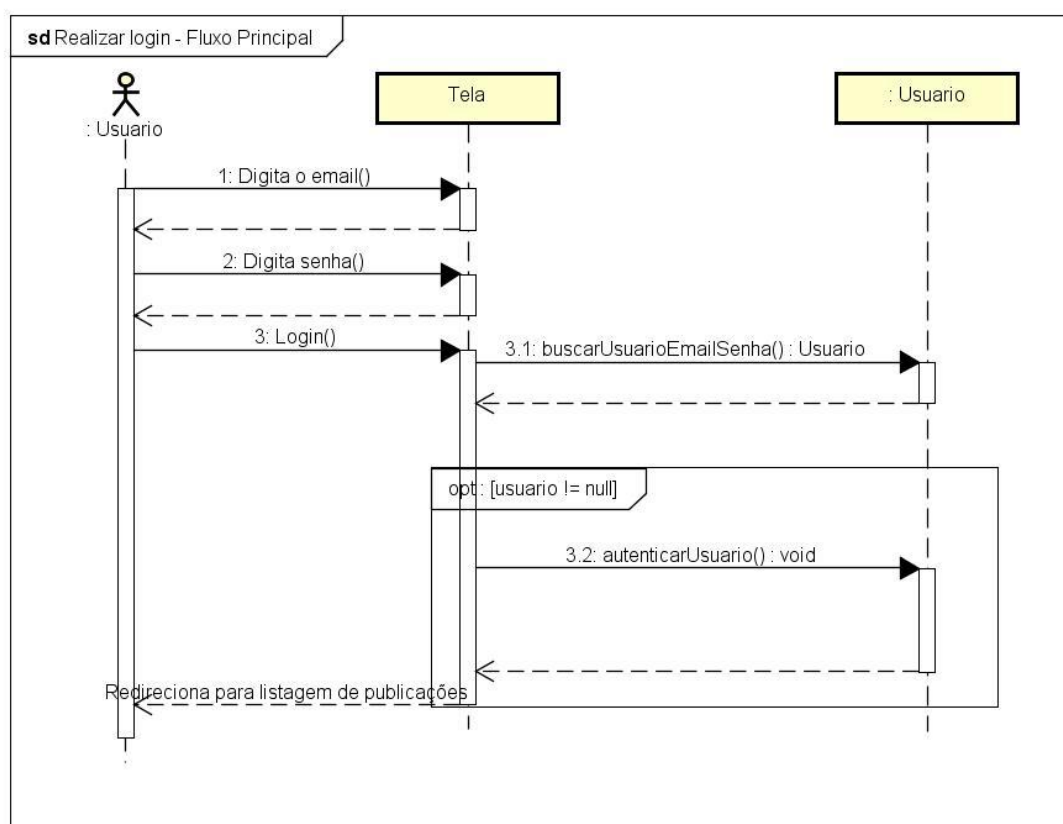 sd Realizar login - Fluxo Principal
: Usuario
Tela
: Usuario
1: Digita o email()
2: Digita senha()
3: Login()
3.1: buscarUsuarioEmailSenha() : Usuario
opt : [usuario != null]
3.2: autenticarUsuario() : void
Redireciona para listagem de publicações